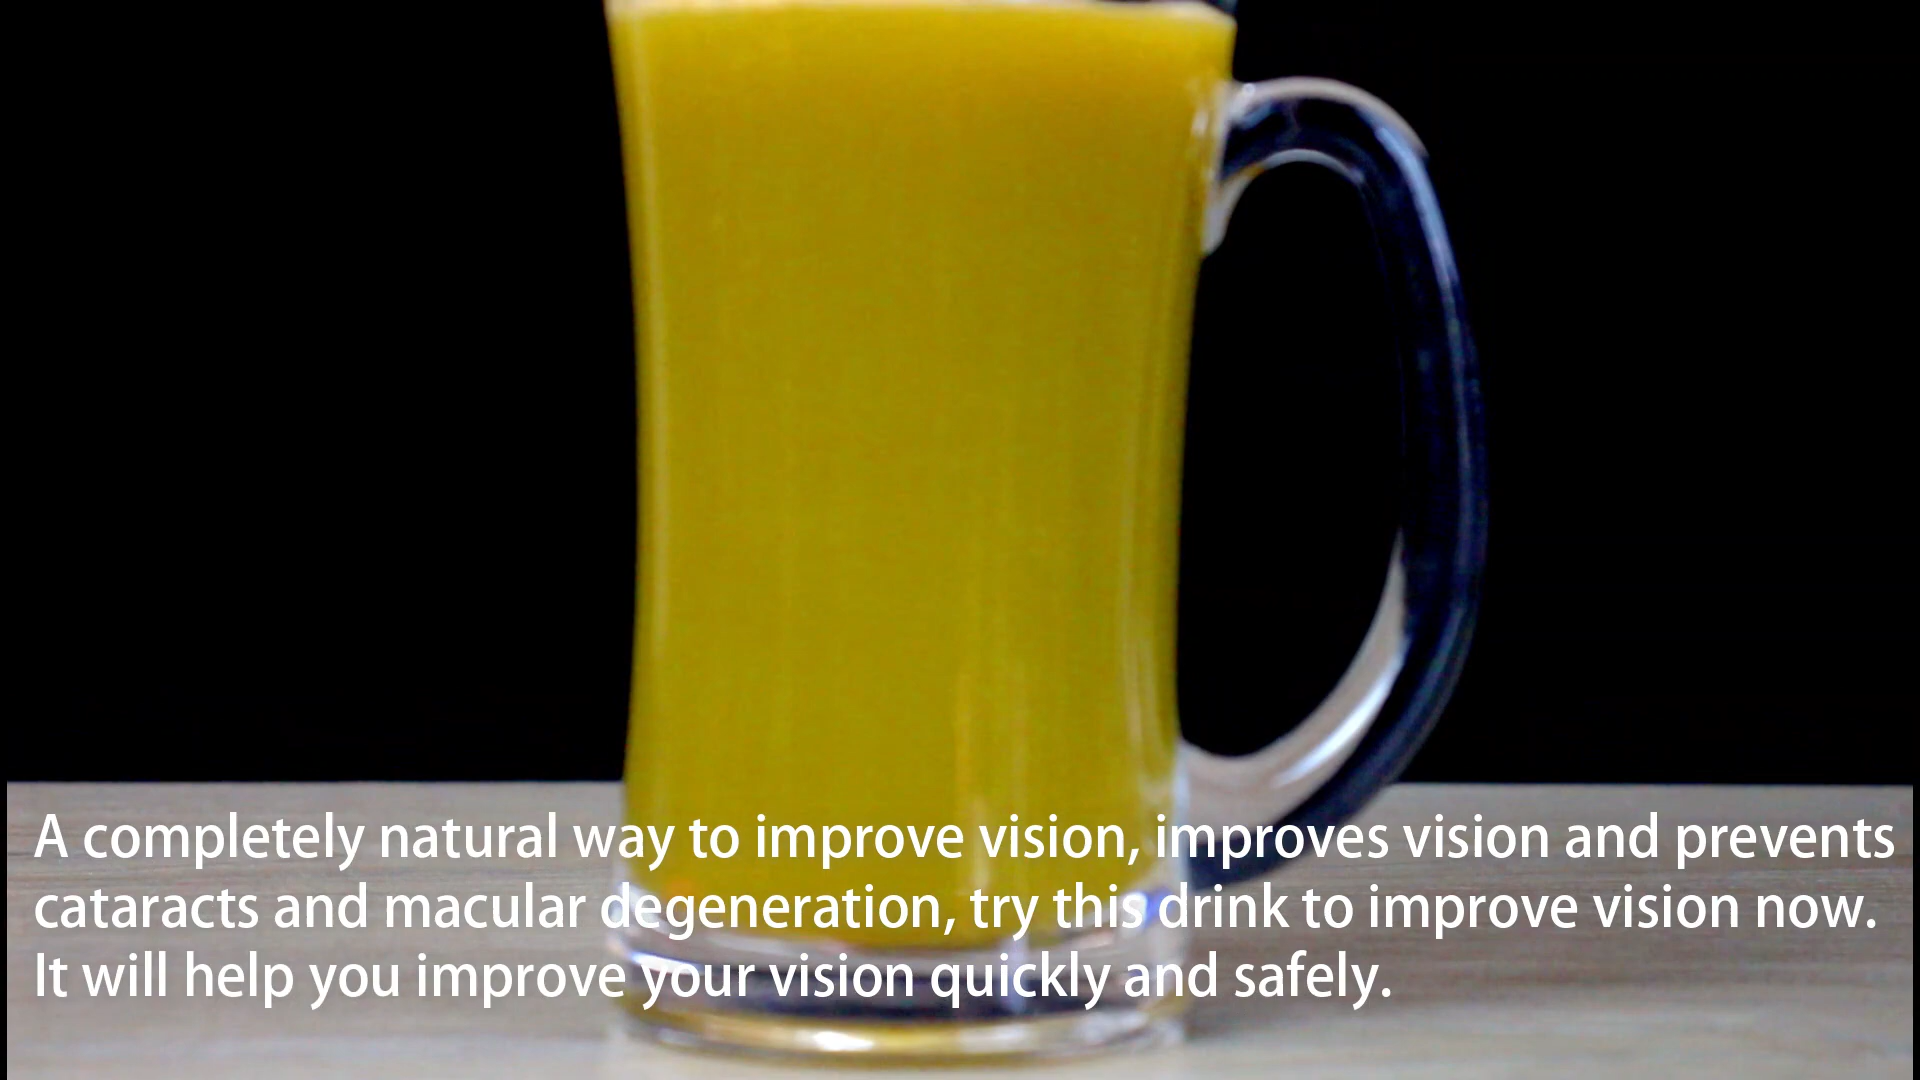 A completely natural way to improve vision, improves vision and prevents
cataracts and macular degeneration, try this drink to improve vision now.
It will help you improve your vision quickly and safely.